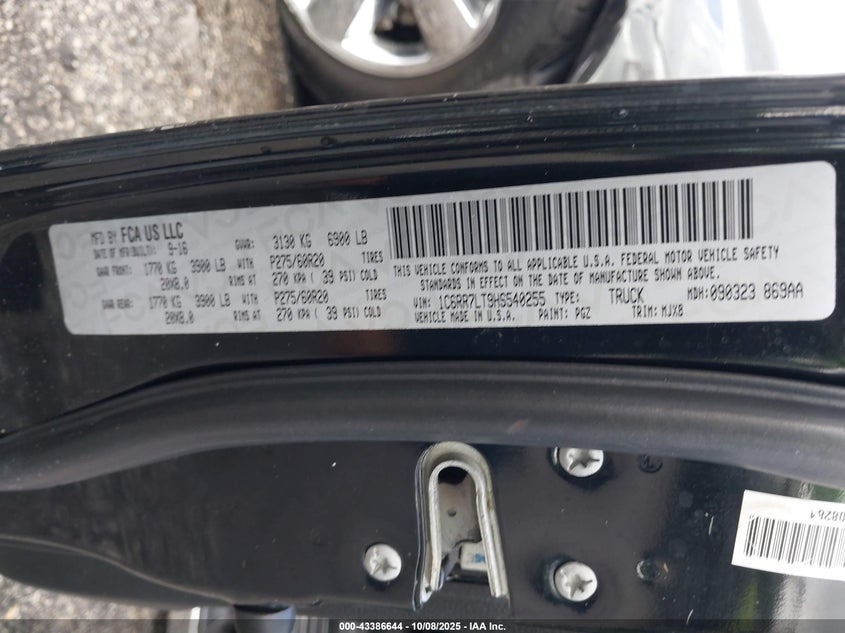 MFD BY FCA US LLC
DATE OF MFR(BUILT): 9-16 GVWR: 3130 KG 6900 LB
GAWR FRONT: 1770 KG 3900 LB WITH P275/60R20 TIRES
20X8.0 RIMS AT 270 KPA ( 39 PSI) COLD
GAWR REAR: 1770 KG 3900 LB WITH P275/60R20 TIRES
20X8.0 RIMS AT 270 KPA ( 39 PSI) COLD
THIS VEHICLE CONFORMS TO ALL APPLICABLE U.S.A. FEDERAL MOTOR VEHICLE SAFETY
STANDARDS IN EFFECT ON THE DATE OF MANUFACTURE SHOWN ABOVE.
VIN: 1C6RR7LT9HS540255 TYPE: TRUCK MDH:090323 869AA
VEHICLE MADE IN U.S.A. PAINT: PGZ TRIM: MJX8
000-43386644 - 10/08/2025 - IAA Inc.